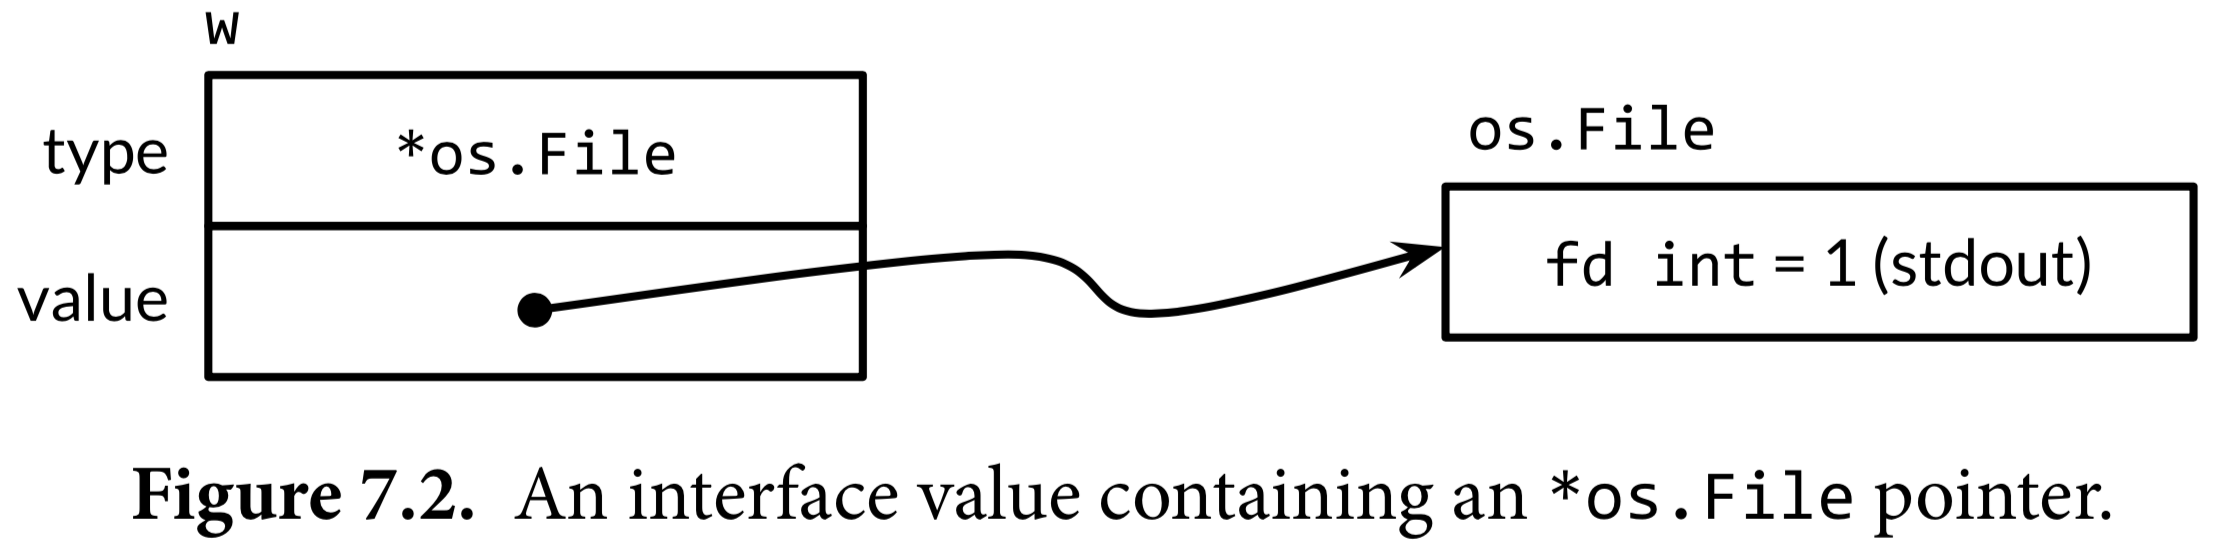 w
type
*os.File
value
os.File
fd int = 1 (stdout)
Figure 7.2. An interface value containing an *os.File pointer.